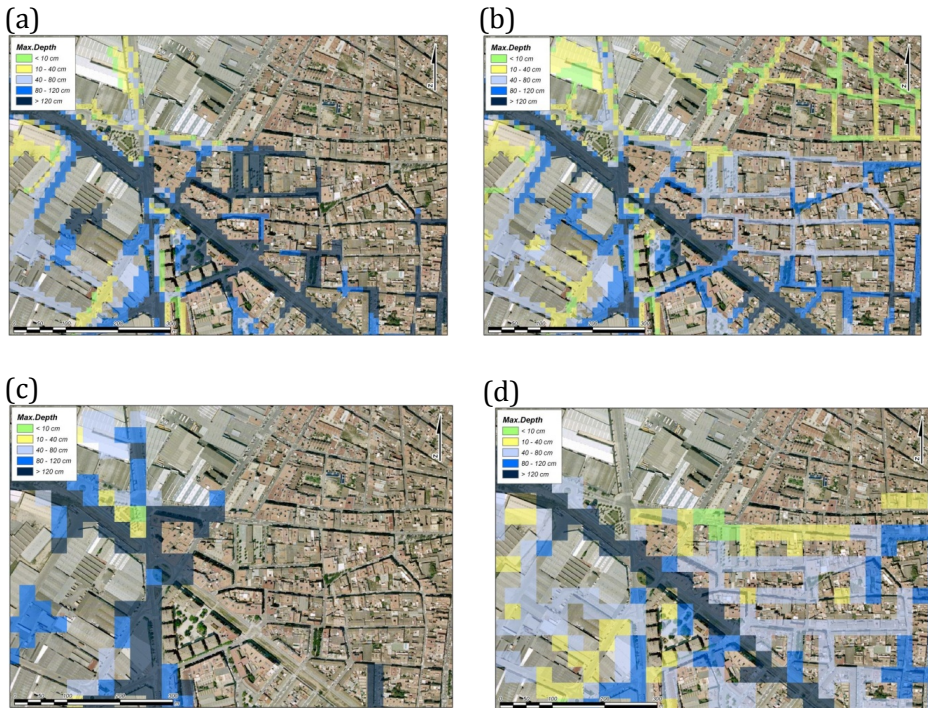 (a)
Max.Depth
< 10 cm
10 - 40 cm
40 - 80 cm
80 - 120 cm
> 120 cm
(b)
Max.Depth
< 10 cm
10 - 40 cm
40 - 80 cm
80 - 120 cm
> 120 cm
(c)
Max.Depth
< 10 cm
10 - 40 cm
40 - 80 cm
80 - 120 cm
> 120 cm
(d)
Max.Depth
< 10 cm
10 - 40 cm
40 - 80 cm
80 - 120 cm
> 120 cm